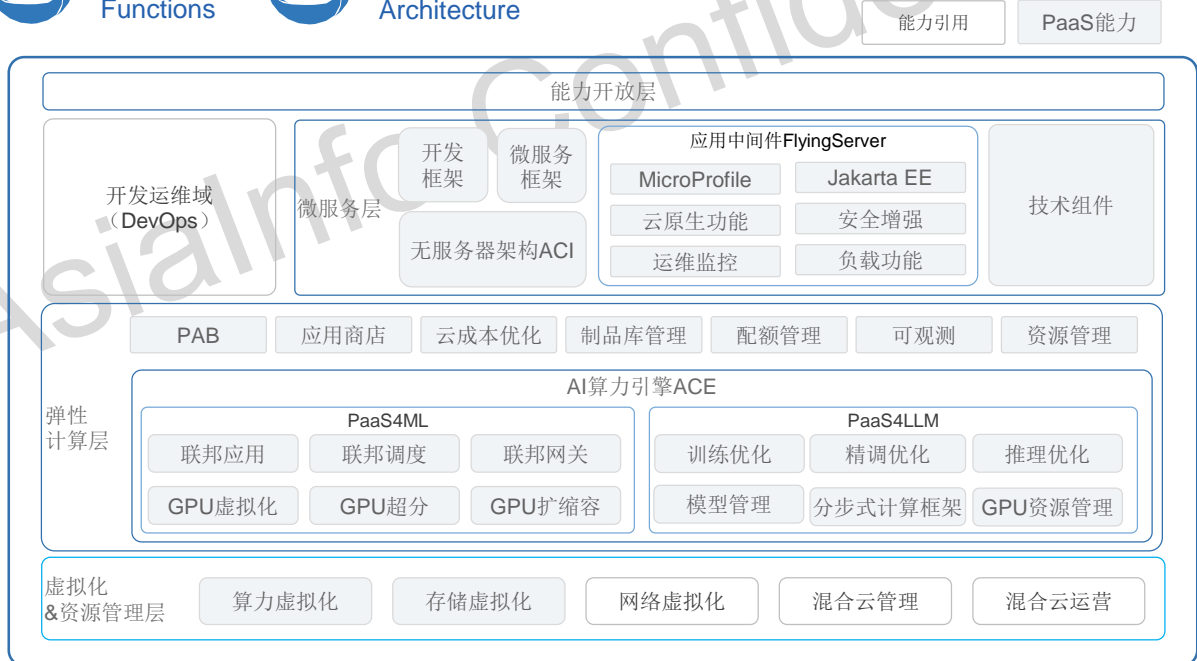 Functions
Architecture
能力引用
PaaS能力
能力开放层
开发运维域
（DevOps）
微服务层
开发
框架
微服务
框架
无服务器架构ACI
应用中间件FlyingServer
MicroProfile
Jakarta EE
云原生功能
安全增强
运维监控
负载功能
技术组件
弹性
计算层
PAB
应用商店
云成本优化
制品库管理
配额管理
可观测
资源管理
AI算力引擎ACE
PaaS4ML
联邦应用
联邦调度
联邦网关
GPU虚拟化
GPU超分
GPU扩缩容
PaaS4LLM
训练优化
精调优化
推理优化
模型管理
分步式计算框架
GPU资源管理
虚拟化
&资源管理层
算力虚拟化
存储虚拟化
网络虚拟化
混合云管理
混合云运营
AsiaInfo Confide